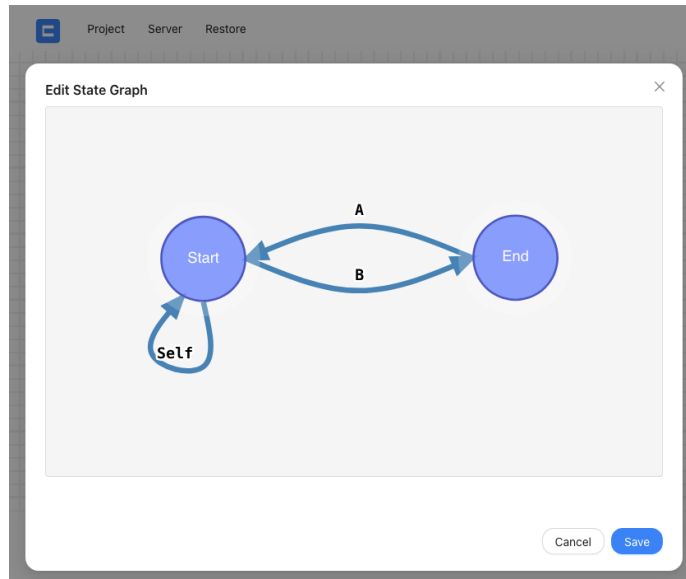 Project Server Restore
Edit State Graph
A
Start
End
B
Self
Cancel Save